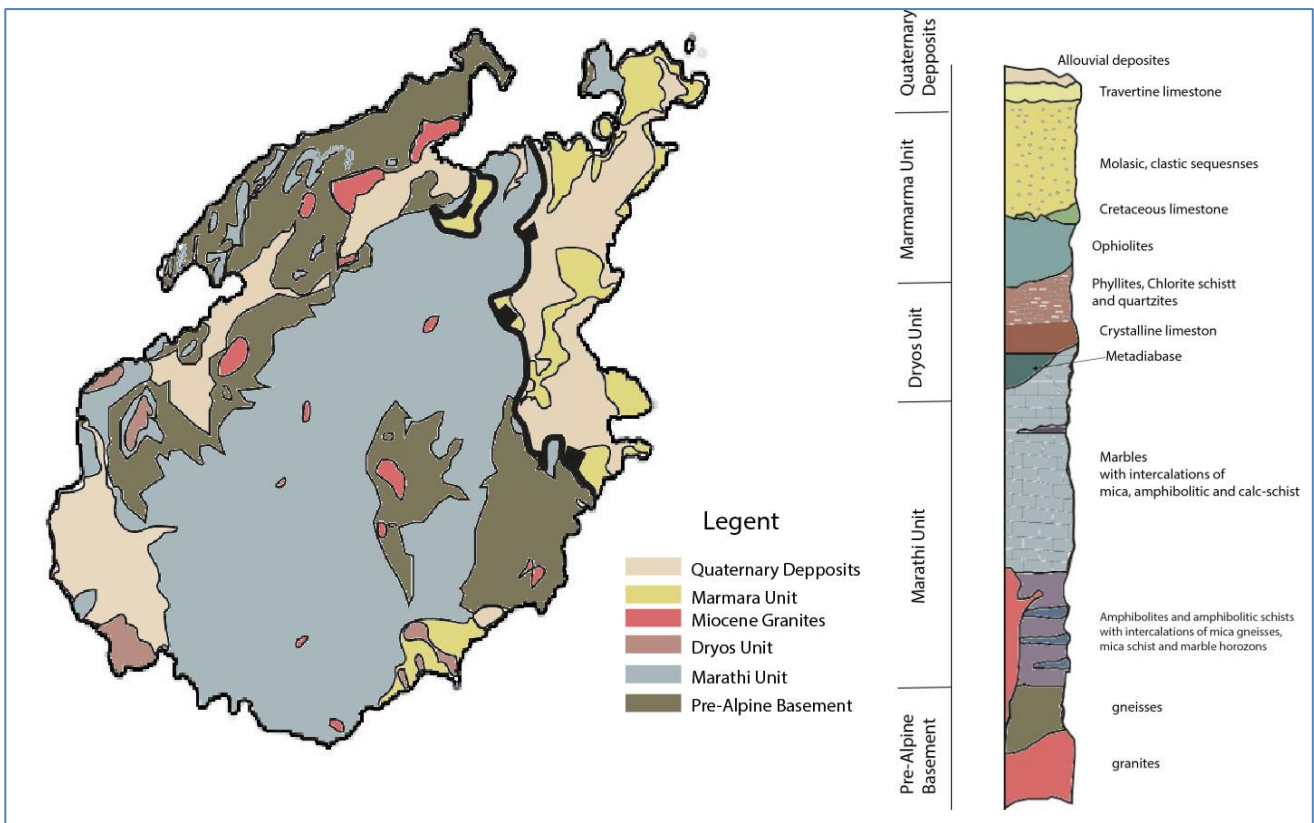 Legent
Quaternary Depposits
Marmara Unit
Miocene Granites
Dryos Unit
Marathi Unit
Pre-Alpine Basement
Quaternary
Depposits
Marmarma Unit
Dryos Unit
Marathi Unit
Pre-Alpine
Basement
Allouvial deposites
Travertine limestone
Molasic, clastic sequesnses
Cretaceous limestone
Ophiolites
Phyllites, Chlorite schistt
and quartzites
Crystalline limeston
Metadiabase
Marbles
with intercalations of
mica, amphibolitic and calc-schist
Amphibolites and amphibolitic schists
with intercalations of mica gneisses,
mica schist and marble horozons
gneisses
granites